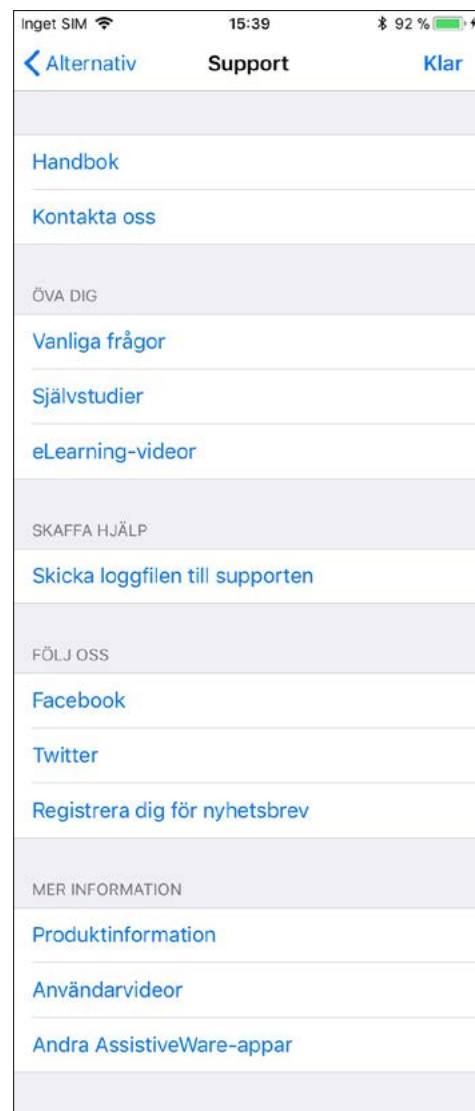 Inget SIM 15:39 92 %
Alternativ Support Klar
Handbok
Kontakta oss
ÖVA DIG
Vanliga frågor
Självstudier
eLearning-videor
SKAFFA HJÄLP
Skicka loggfilen till supporten
FÖLJ OSS
Facebook
Twitter
Registrera dig för nyhetsbrev
MER INFORMATION
Produktinformation
Användarvideor
Andra AssistiveWare-appar